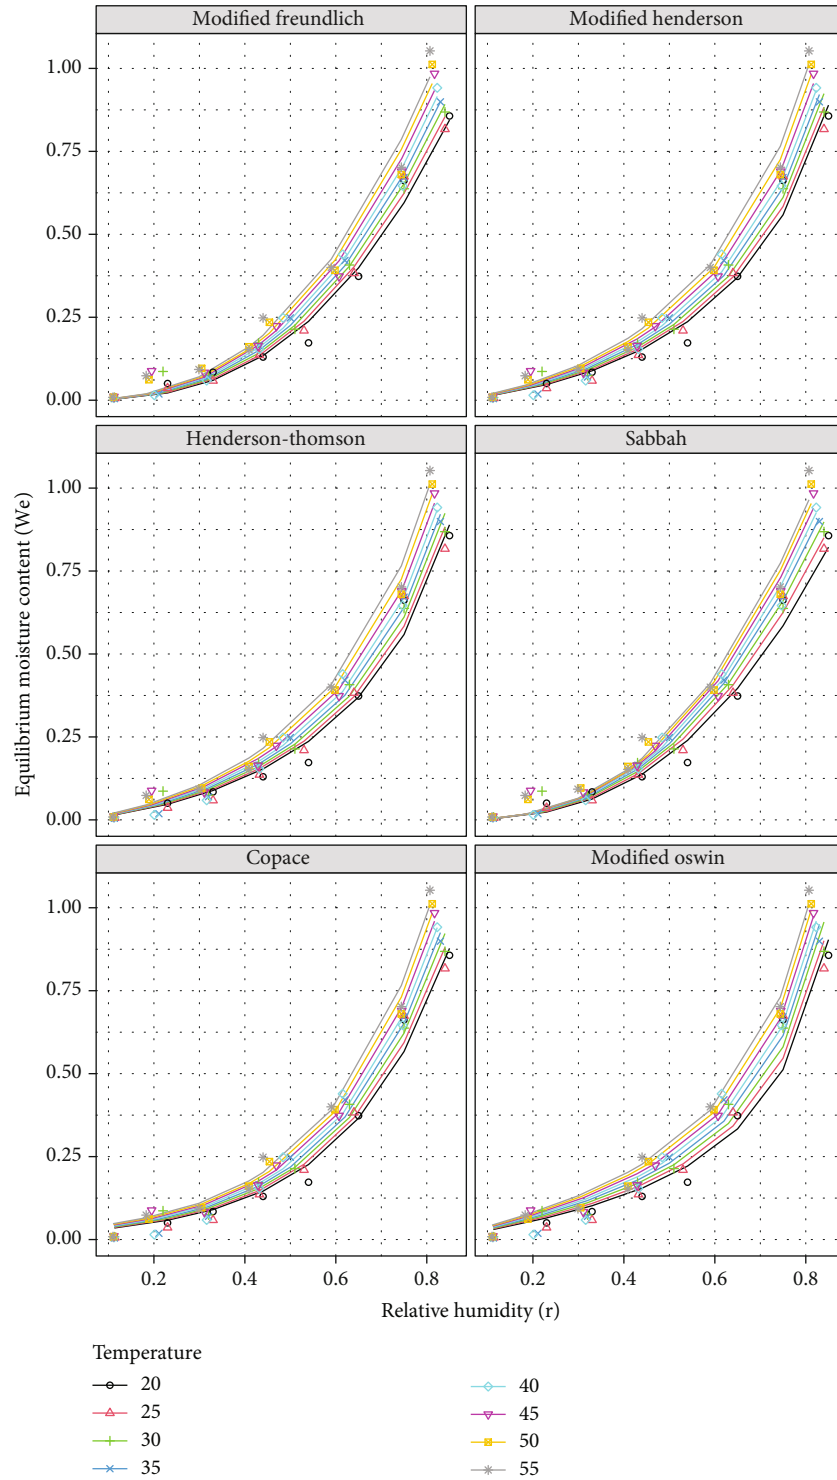 Modified freundlich
Modified henderson
1.00
0.75
0.50
0.25
0.00
Henderson-thomson
Sabbah
1.00
0.75
0.50
0.25
0.00
Equilibrium moisture content (We)
Copace
Modified oswin
1.00
0.75
0.50
0.25
0.00
0.2 0.4 0.6 0.8 0.2 0.4 0.6 0.8
Relative humidity (r)
Temperature
20
25
30
35
40
45
50
55